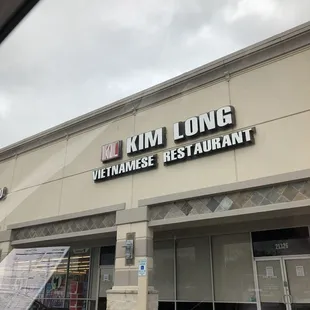 KL KIM LONG
VIETNAMESE RESTAURANT